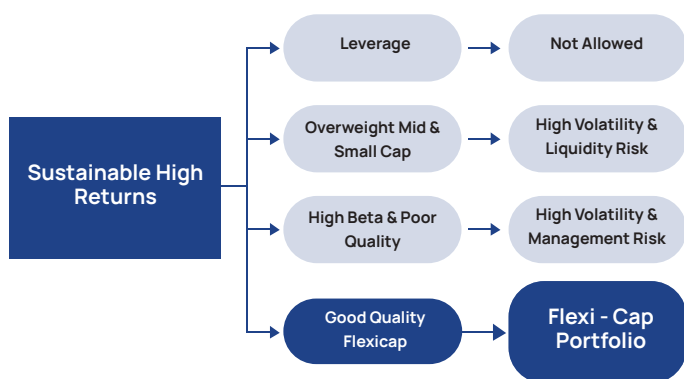 Sustainable High
Returns
Leverage
Not Allowed
Overweight Mid &
Small Cap
High Volatility &
Liquidity Risk
High Beta & Poor
Quality
High Volatility &
Management Risk
Good Quality
Flexicap
Flexi - Cap
Portfolio